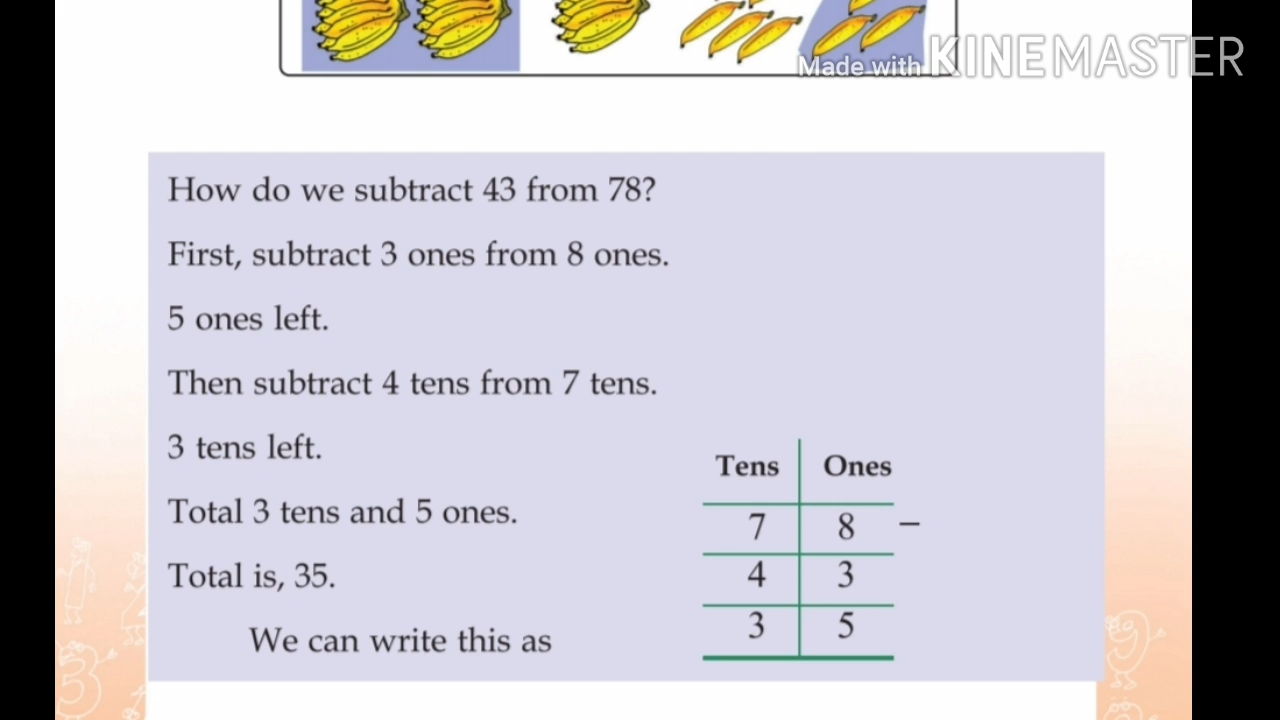 Made with KINEMASTER
How do we subtract 43 from 78?
First, subtract 3 ones from 8 ones.
5 ones left.
Then subtract 4 tens from 7 tens.
3 tens left.
Total 3 tens and 5 ones.
Total is, 35.
We can write this as
Tens Ones
7 8 –
4 3
3 5
3
9